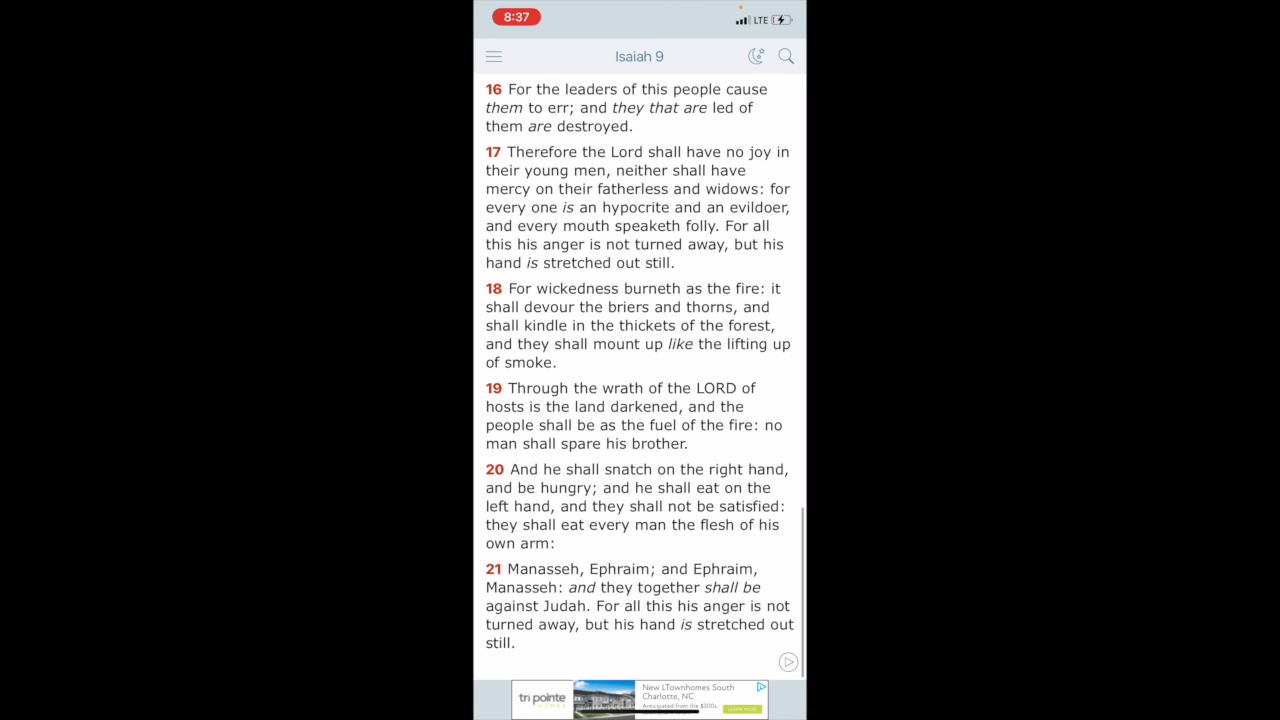 8:37
LTE
Isaiah 9
16 For the leaders of this people cause
them to err; and they that are led of
them are destroyed.
17 Therefore the Lord shall have no joy in
their young men, neither shall have
mercy on their fatherless and widows: for
every one is an hypocrite and an evildoer,
and every mouth speaketh folly. For all
this his anger is not turned away, but his
hand is stretched out still.
18 For wickedness burneth as the fire: it
shall devour the briers and thorns, and
shall kindle in the thickets of the forest,
and they shall mount up like the lifting up
of smoke.
19 Through the wrath of the LORD of
hosts is the land darkened, and the
people shall be as the fuel of the fire: no
man shall spare his brother.
20 And he shall snatch on the right hand,
and be hungry; and he shall eat on the
left hand, and they shall not be satisfied:
they shall eat every man the flesh of his
own arm:
21 Manasseh, Ephraim; and Ephraim,
Manasseh: and they together shall be
against Judah. For all this his anger is not
turned away, but his hand is stretched out
still.
tri pointe
HOMES
New LTownhomes South
Charlotte, NC
Anticipated from the $300s
LEARN MORE